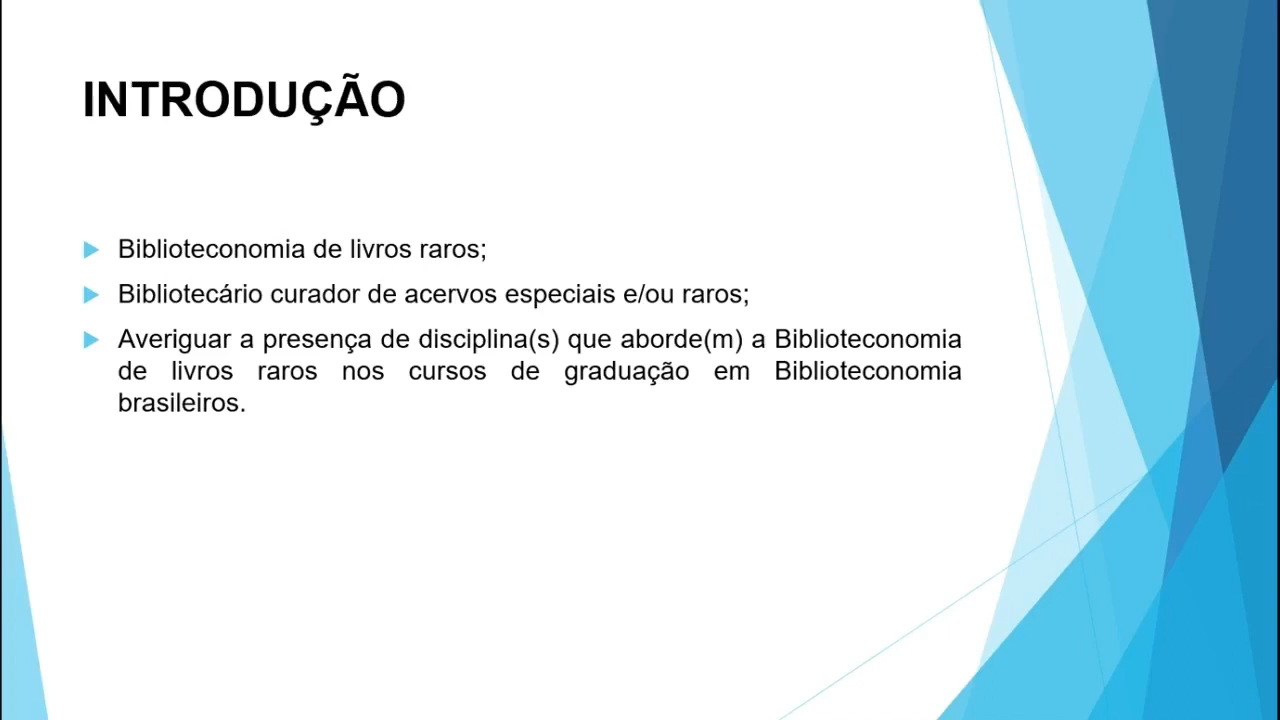 INTRODUÇÃO
Biblioteconomia de livros raros;
Bibliotecário curador de acervos especiais e/ou raros;
Averiguar a presença de disciplina(s) que aborde(m) a Biblioteconomia
de livros raros nos cursos de graduação em Biblioteconomia
brasileiros.